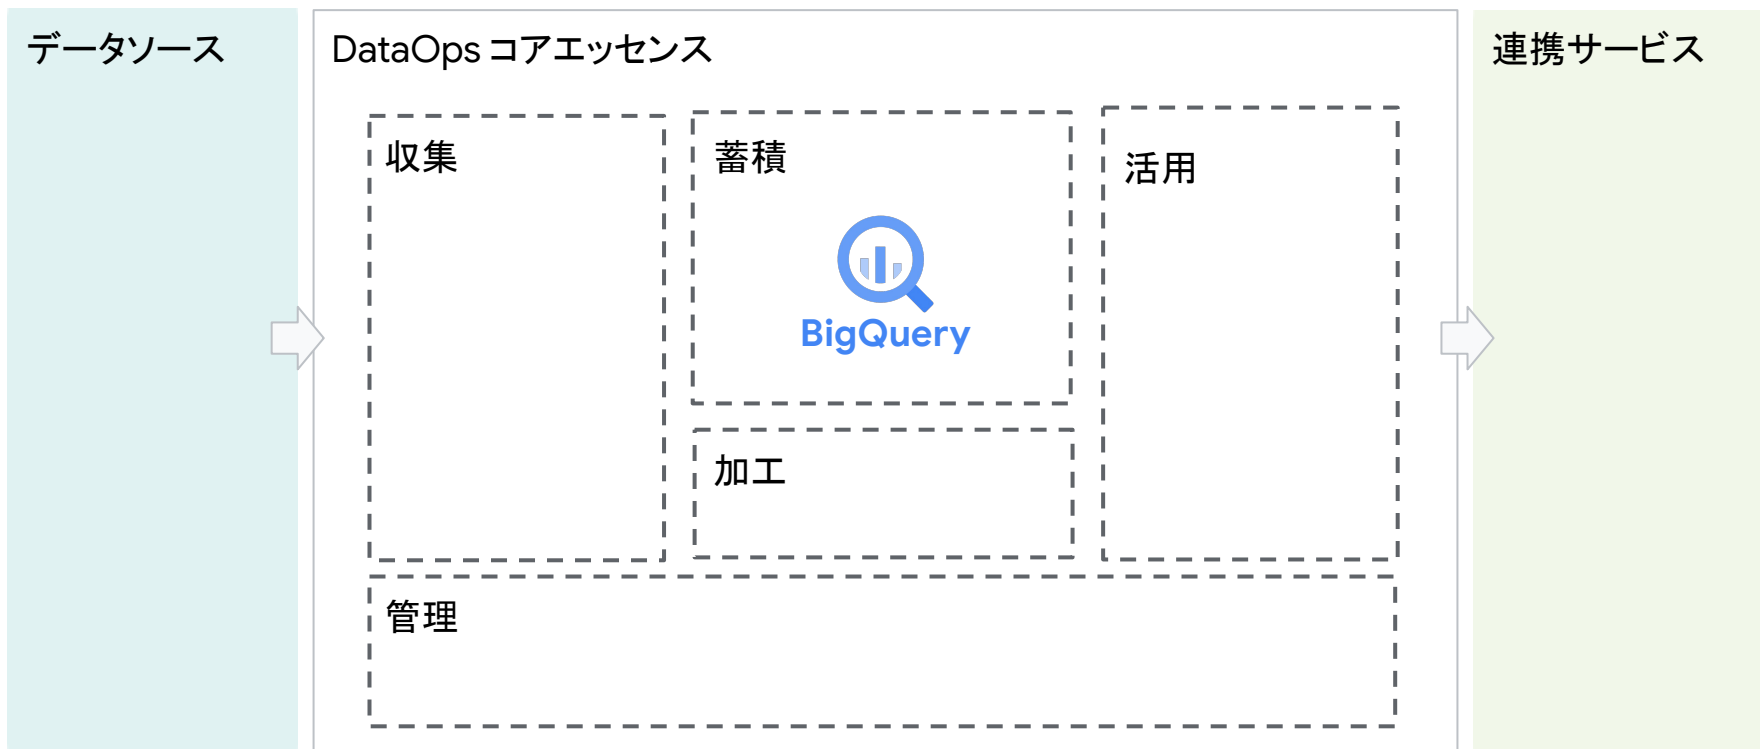 データソース
DataOps コアエッセンス
連携サービス
収集
蓄積
活用
BigQuery
加工
管理